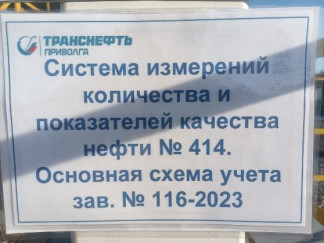 ТРАНСНЕФТЬ
ПРИВОЛГА
Система измерений
количества и
показателей качества
нефти № 414.
Основная схема учета
зав. № 116-2023